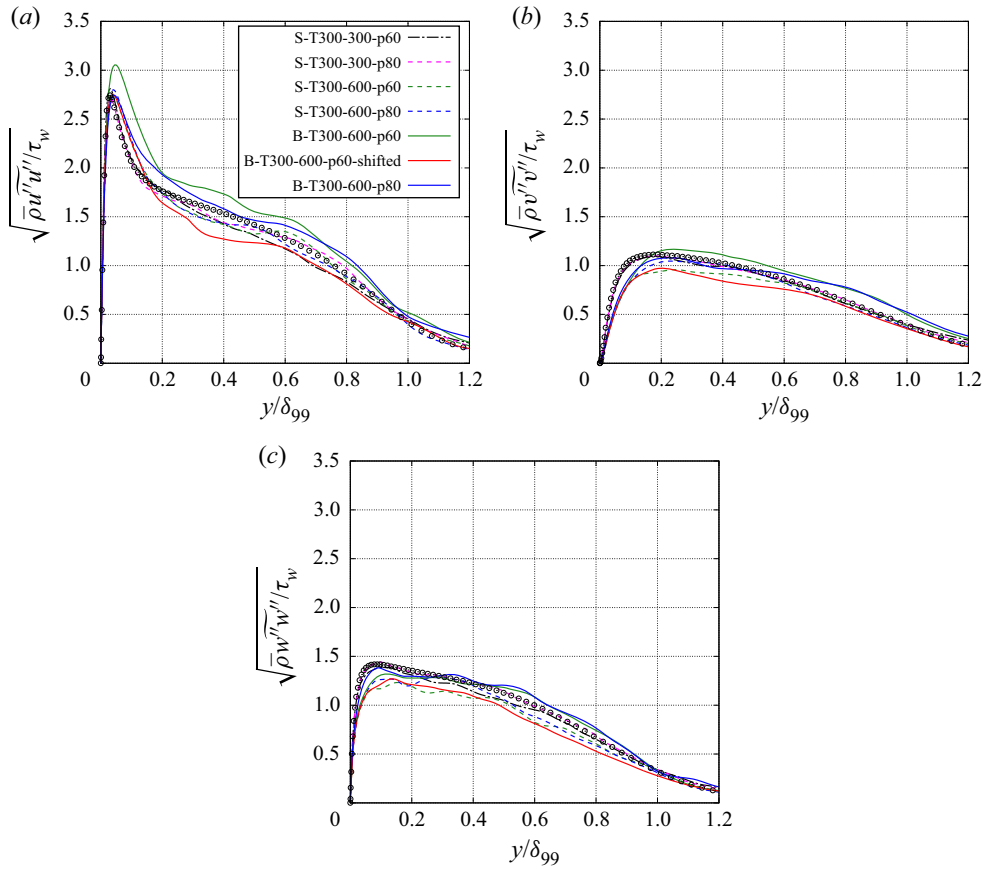 (a)
3.5
3.0
2.5
2.0
1.5
1.0
0.5
0
0.2
0.4
0.6
0.8
1.0
1.2
y/δ99
√ρ̅u″u″/τw
S-T300-300-p60
S-T300-300-p80
S-T300-600-p60
S-T300-600-p80
B-T300-600-p60
B-T300-600-p60-shifted
B-T300-600-p80
(b)
3.5
3.0
2.5
2.0
1.5
1.0
0.5
0
0.2
0.4
0.6
0.8
1.0
1.2
y/δ99
√ρ̅v″v″/τw
(c)
3.5
3.0
2.5
2.0
1.5
1.0
0.5
0
0.2
0.4
0.6
0.8
1.0
1.2
y/δ99
√ρ̅w″w″/τw